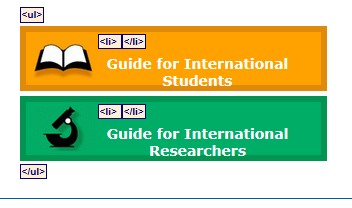 <ul>
<li> </li>
Guide for International
Students
<li> </li>
Guide for International
Researchers
</ul>